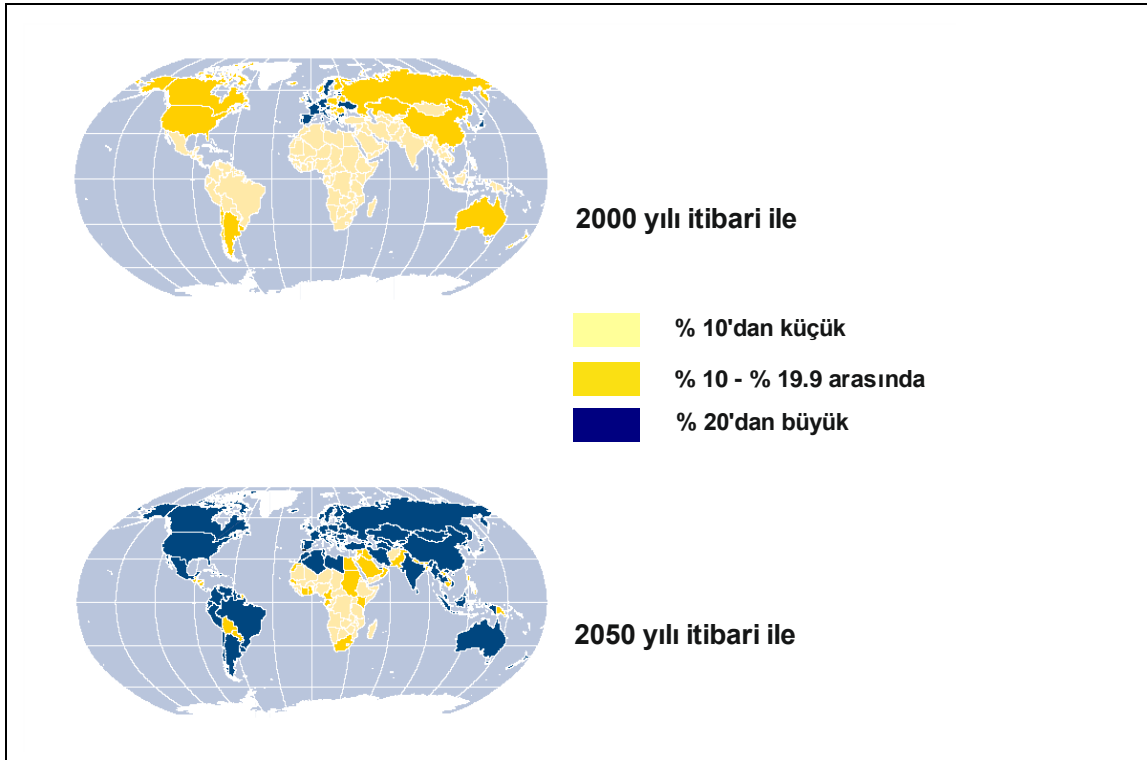 2000 yılı itibari ile
% 10'dan küçük
% 10 - % 19.9 arasında
% 20'dan büyük
2050 yılı itibari ile